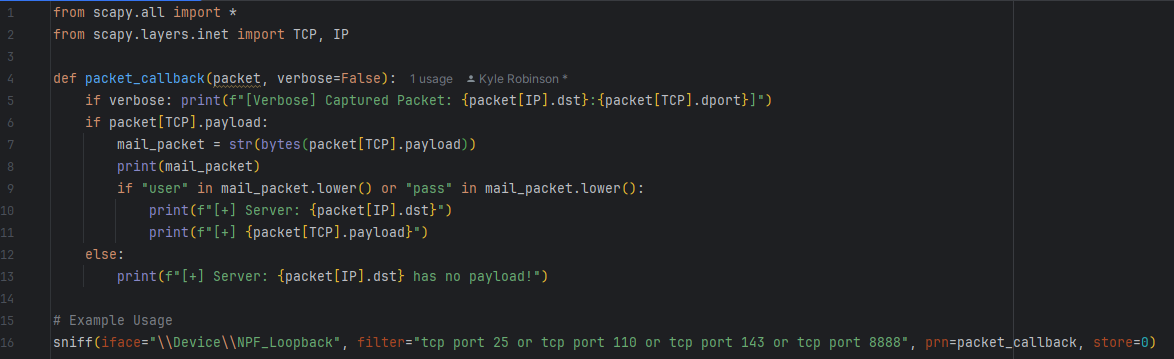 1 from scapy.all import *
2 from scapy.layers.inet import TCP, IP
3
4 def packet_callback(packet, verbose=False): 1 usage Kyle Robinson *
5     if verbose: print(f"[Verbose] Captured Packet: {packet[IP].dst}:{packet[TCP].dport}]")
6     if packet[TCP].payload:
7         mail_packet = str(bytes(packet[TCP].payload))
8         print(mail_packet)
9         if "user" in mail_packet.lower() or "pass" in mail_packet.lower():
10             print(f"[+] Server: {packet[IP].dst}")
11             print(f"[+] {packet[TCP].payload}")
12     else:
13         print(f"[+] Server: {packet[IP].dst} has no payload!")
14
15 # Example Usage
16 sniff(iface="\\Device\\NPF_Loopback", filter="tcp port 25 or tcp port 110 or tcp port 143 or tcp port 8888", prn=packet_callback, store=0)